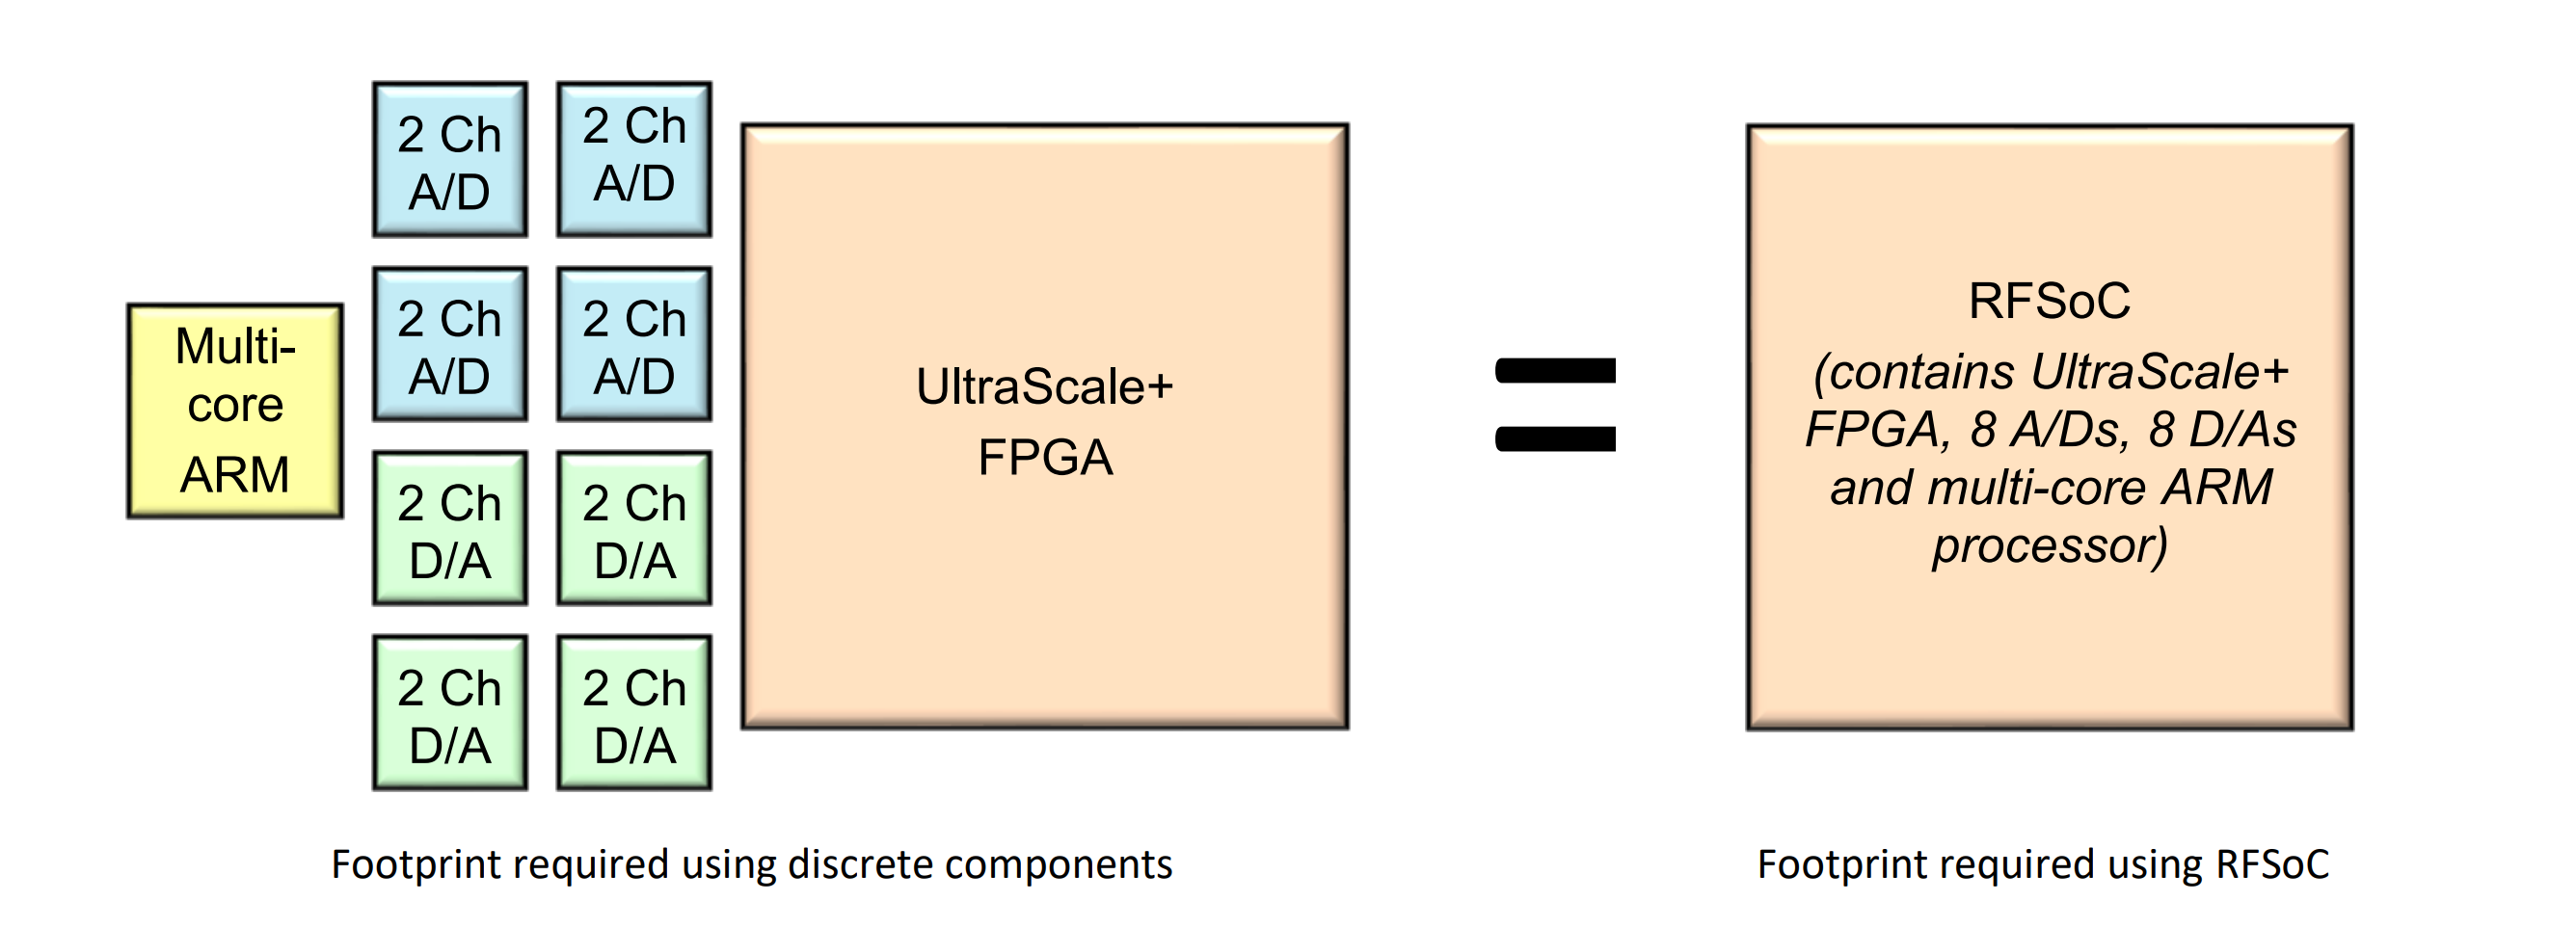 Multi-
core
ARM
2 Ch
A/D
2 Ch
A/D
2 Ch
A/D
2 Ch
A/D
2 Ch
D/A
2 Ch
D/A
2 Ch
D/A
2 Ch
D/A
UltraScale+
FPGA
=
RFSoC
(contains UltraScale+
FPGA, 8 A/Ds, 8 D/As
and multi-core ARM
processor)
Footprint required using discrete components
Footprint required using RFSoC